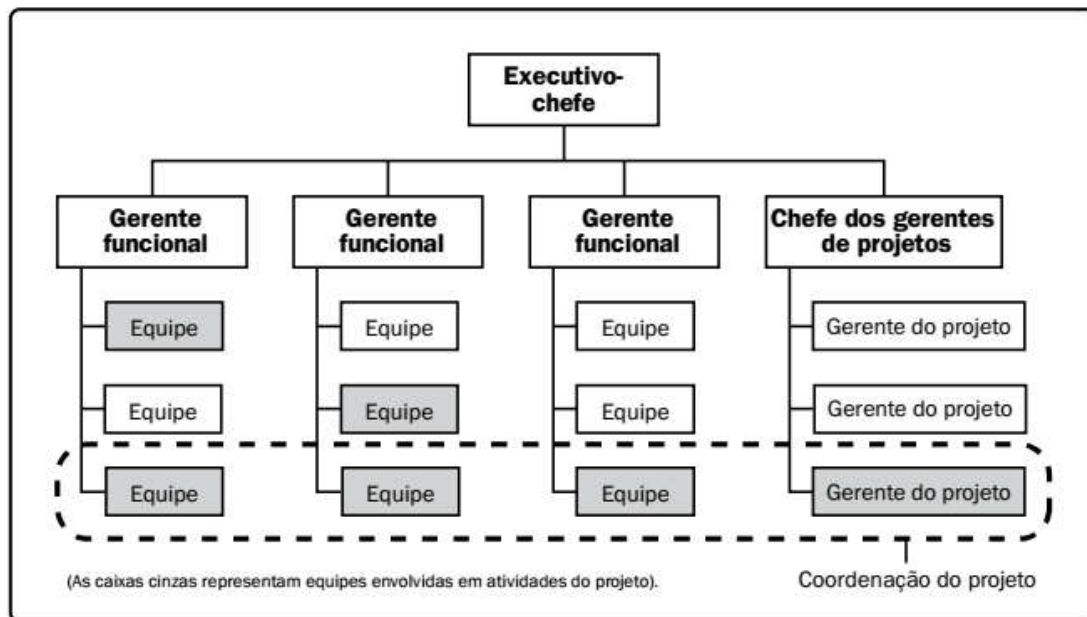 Executivo-
chefe
Gerente
funcional
Gerente
funcional
Gerente
funcional
Chefe dos gerentes
de projetos
Equipe
Equipe
Equipe
Gerente do projeto
Equipe
Equipe
Equipe
Gerente do projeto
Equipe
Equipe
Equipe
Gerente do projeto
(As caixas cinzas representam equipes envolvidas em atividades do projeto).
Coordenação do projeto